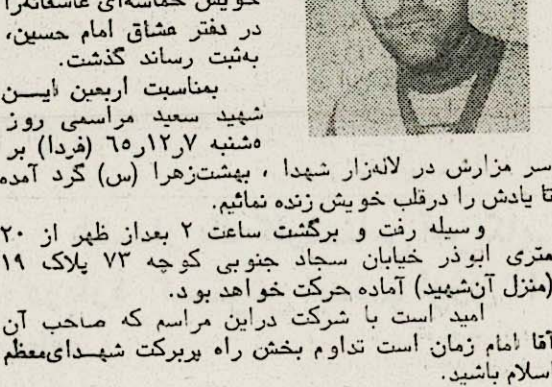 خویش حماسه‌ای عاشقانه‌را
در دفتر عشاق امام حسین،
به‌ثبت رساند گذشت.
بمناسبت اربعین ایـــن
شهید سعید مراسمی روز
ه‌شنبه ۷ر۱۲ر۶۵ (فردا) بر
سر مزارش در لاله‌زار شهدا ، بهشت‌زهرا (س) گرد آمده
تا یادش را درقلب خویش زنده نمائیم.
وسیله رفت و برگشت ساعت ۲ بعداز ظهر از ۲۰
متری ابوذر خیابان سجاد جنوبی کوچه ۷۳ پلاک ۱۹
(منزل آن‌شهید) آماده حرکت خواهد بود.
امید است با شرکت دراین مراسم که صاحب آن
آقا امام زمان است تداوم بخش راه پربرکت شهـدای‌معظم
اسلام باشید.